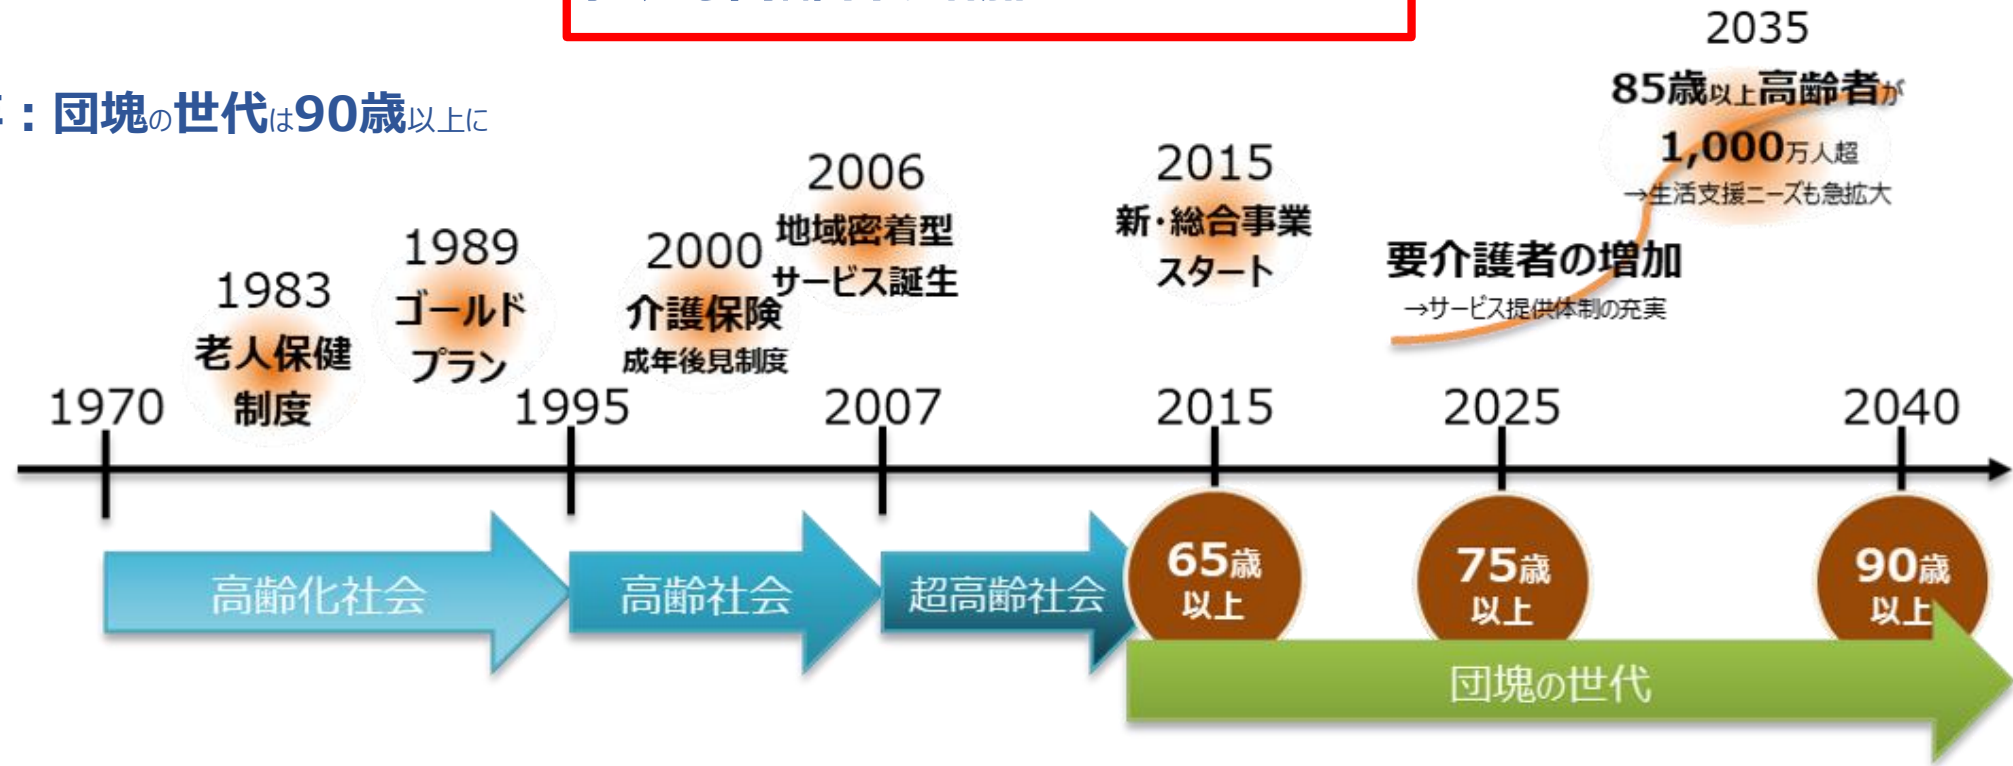 ：団塊の世代は90歳以上に
2035
85歳以上高齢者が
1,000万人超
→生活支援ニーズも急拡大
2006
地域密着型
サービス誕生
2015
新・総合事業
スタート
1989
ゴールド
プラン
2000
介護保険
成年後見制度
要介護者の増加
→サービス提供体制の充実
1983
老人保健
制度
1970
1995
2007
2015
2025
2040
高齢化社会
高齢社会
超高齢社会
65歳
以上
75歳
以上
90歳
以上
団塊の世代